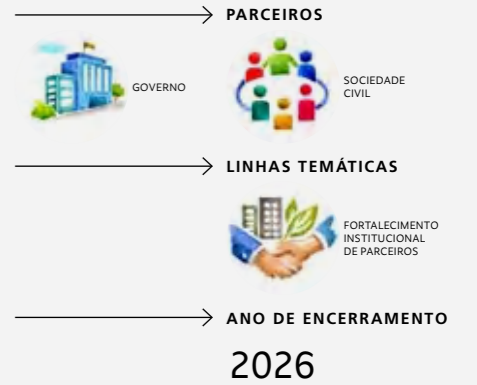 PARCEIROS
GOVERNO
SOCIEDADE
CIVIL
LINHAS TEMÁTICAS
FORTALECIMENTO
INSTITUCIONAL
DE PARCEIROS
ANO DE ENCERRAMENTO
2026